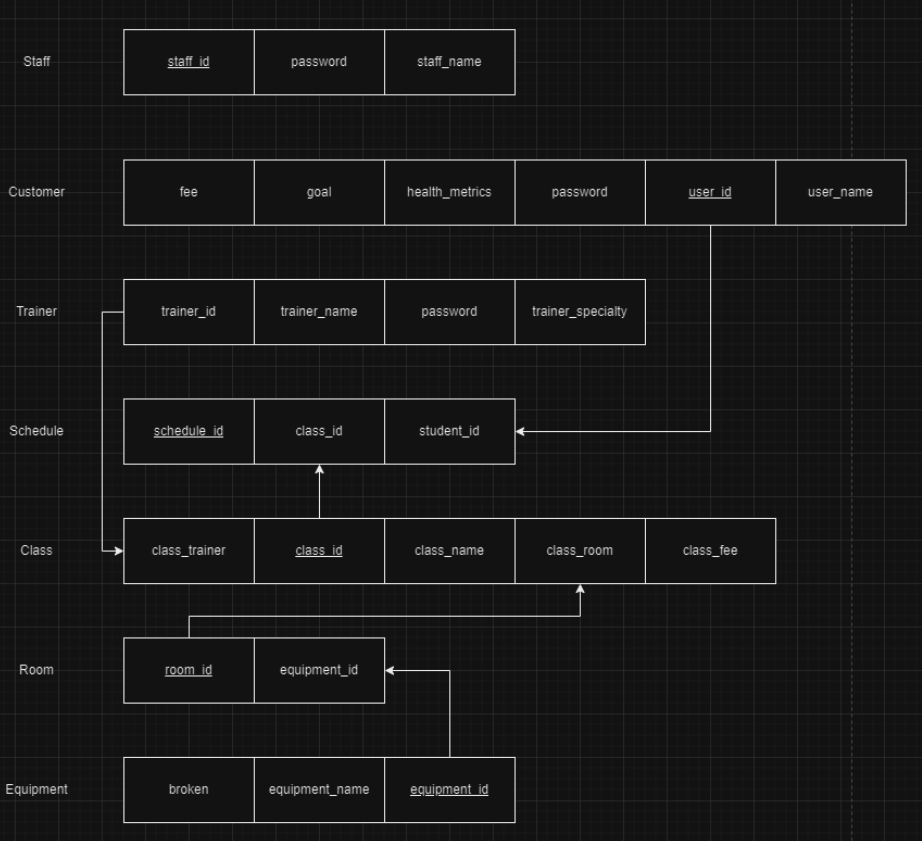 Staff staff_id password staff_name
Customer fee goal health_metrics password user_id user_name
Trainer trainer_id trainer_name password trainer_specialty
Schedule schedule_id class_id student_id
Class class_trainer class_id class_name class_room class_fee
Room room_id equipment_id
Equipment broken equipment_name equipment_id